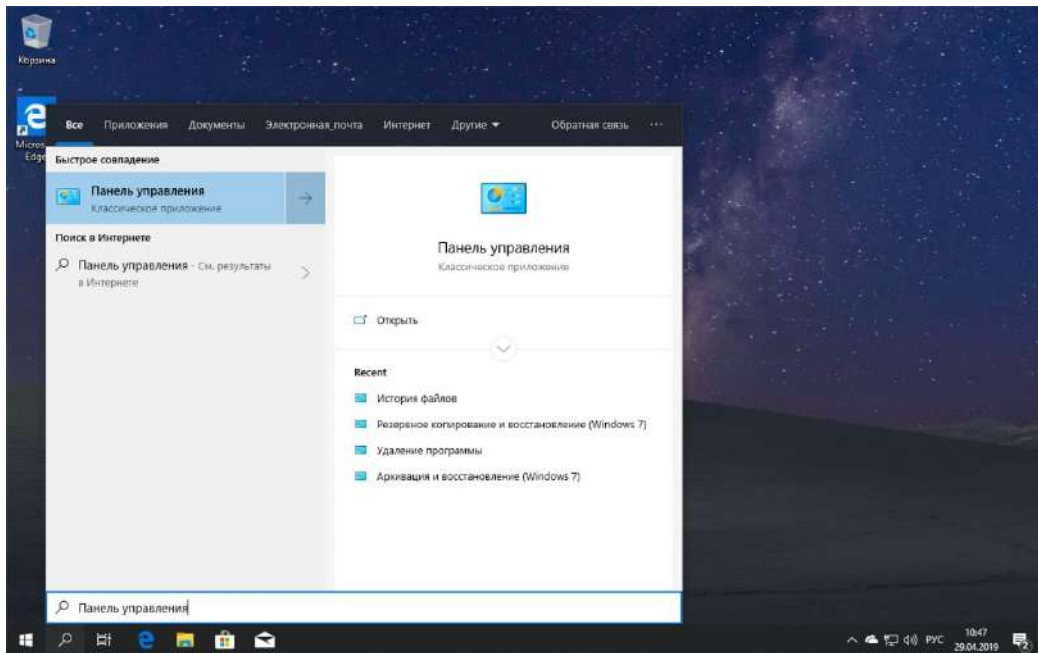 Корзина
Micros
Edge
Все Приложения Документы Электронная_почта Интернет Другие Обратная связь ...
Быстрое совпадение
Панель управления
Классическое приложение
Поиск в Интернете
Панель управления - См. результаты
в Интернете
Панель управления
Классическое приложение
Открыть
Recent
История файлов
Резервное копирование и восстановление (Windows 7)
Удаление программы
Архивация и восстановление (Windows 7)
Панель управления
РУС
10:47
29.04.2019
2